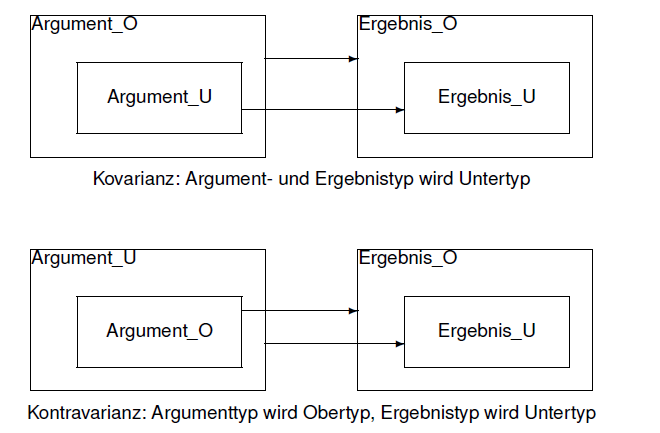 Argument_O
Ergebnis_O
Argument_U
Ergebnis_U
Kovarianz: Argument- und Ergebnistyp wird Untertyp
Argument_U
Ergebnis_O
Argument_O
Ergebnis_U
Kontravarianz: Argumenttyp wird Obertyp, Ergebnistyp wird Untertyp